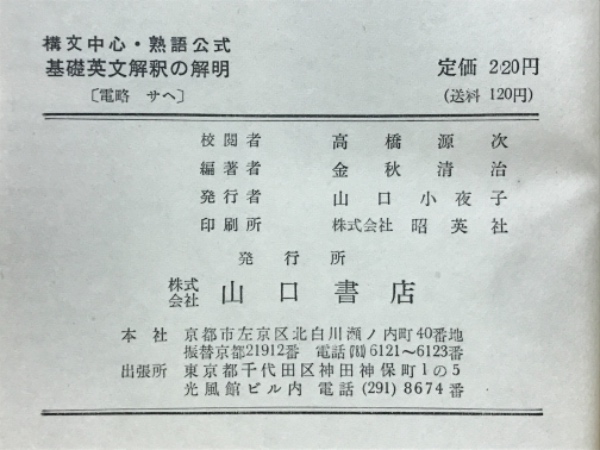 構文中心・熟語公式
基礎英文解釈の解明
〔電略 サヘ〕
定価 220円
(送料 120円)
校閲者 高橋源次
編著者 金秋清治
発行者 山口小夜子
印刷所 株式会社 昭英社
発行所
株式会社 山口書店
本社 京都市左京区北白川瀬ノ内町40番地
振替京都21912番 電話 6121〜6123番
出張所 東京都千代田区神田神保町1の5
光風館ビル内 電話 (291) 8674番